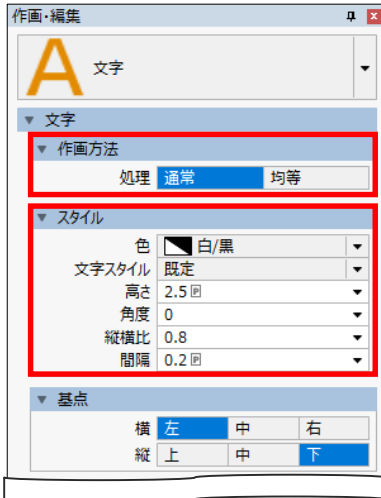 作画・編集
A 文字
文字
作画方法
処理 通常 均等
スタイル
色 白/黒
文字スタイル 既定
高さ 2.5 P
角度 0
縦横比 0.8
間隔 0.2 P
基点
横 左 中 右
縦 上 中 下